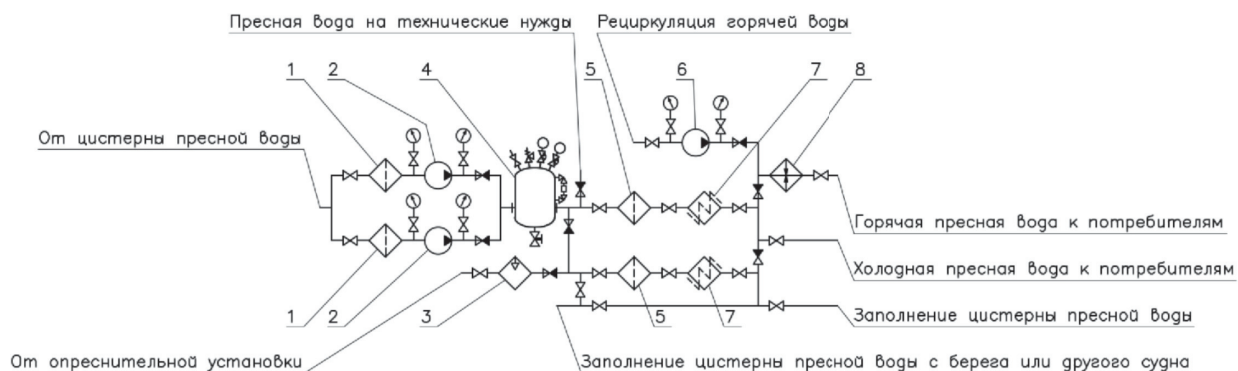 Пресная вода на технические нужды
Рециркуляция горячей воды
1
2
4
5
6
7
8
От цистерны пресной воды
Горячая пресная вода к потребителям
Холодная пресная вода к потребителям
1
2
3
5
7
Заполнение цистерны пресной воды
От опреснительной установки
Заполнение цистерны пресной воды с берега или другого судна